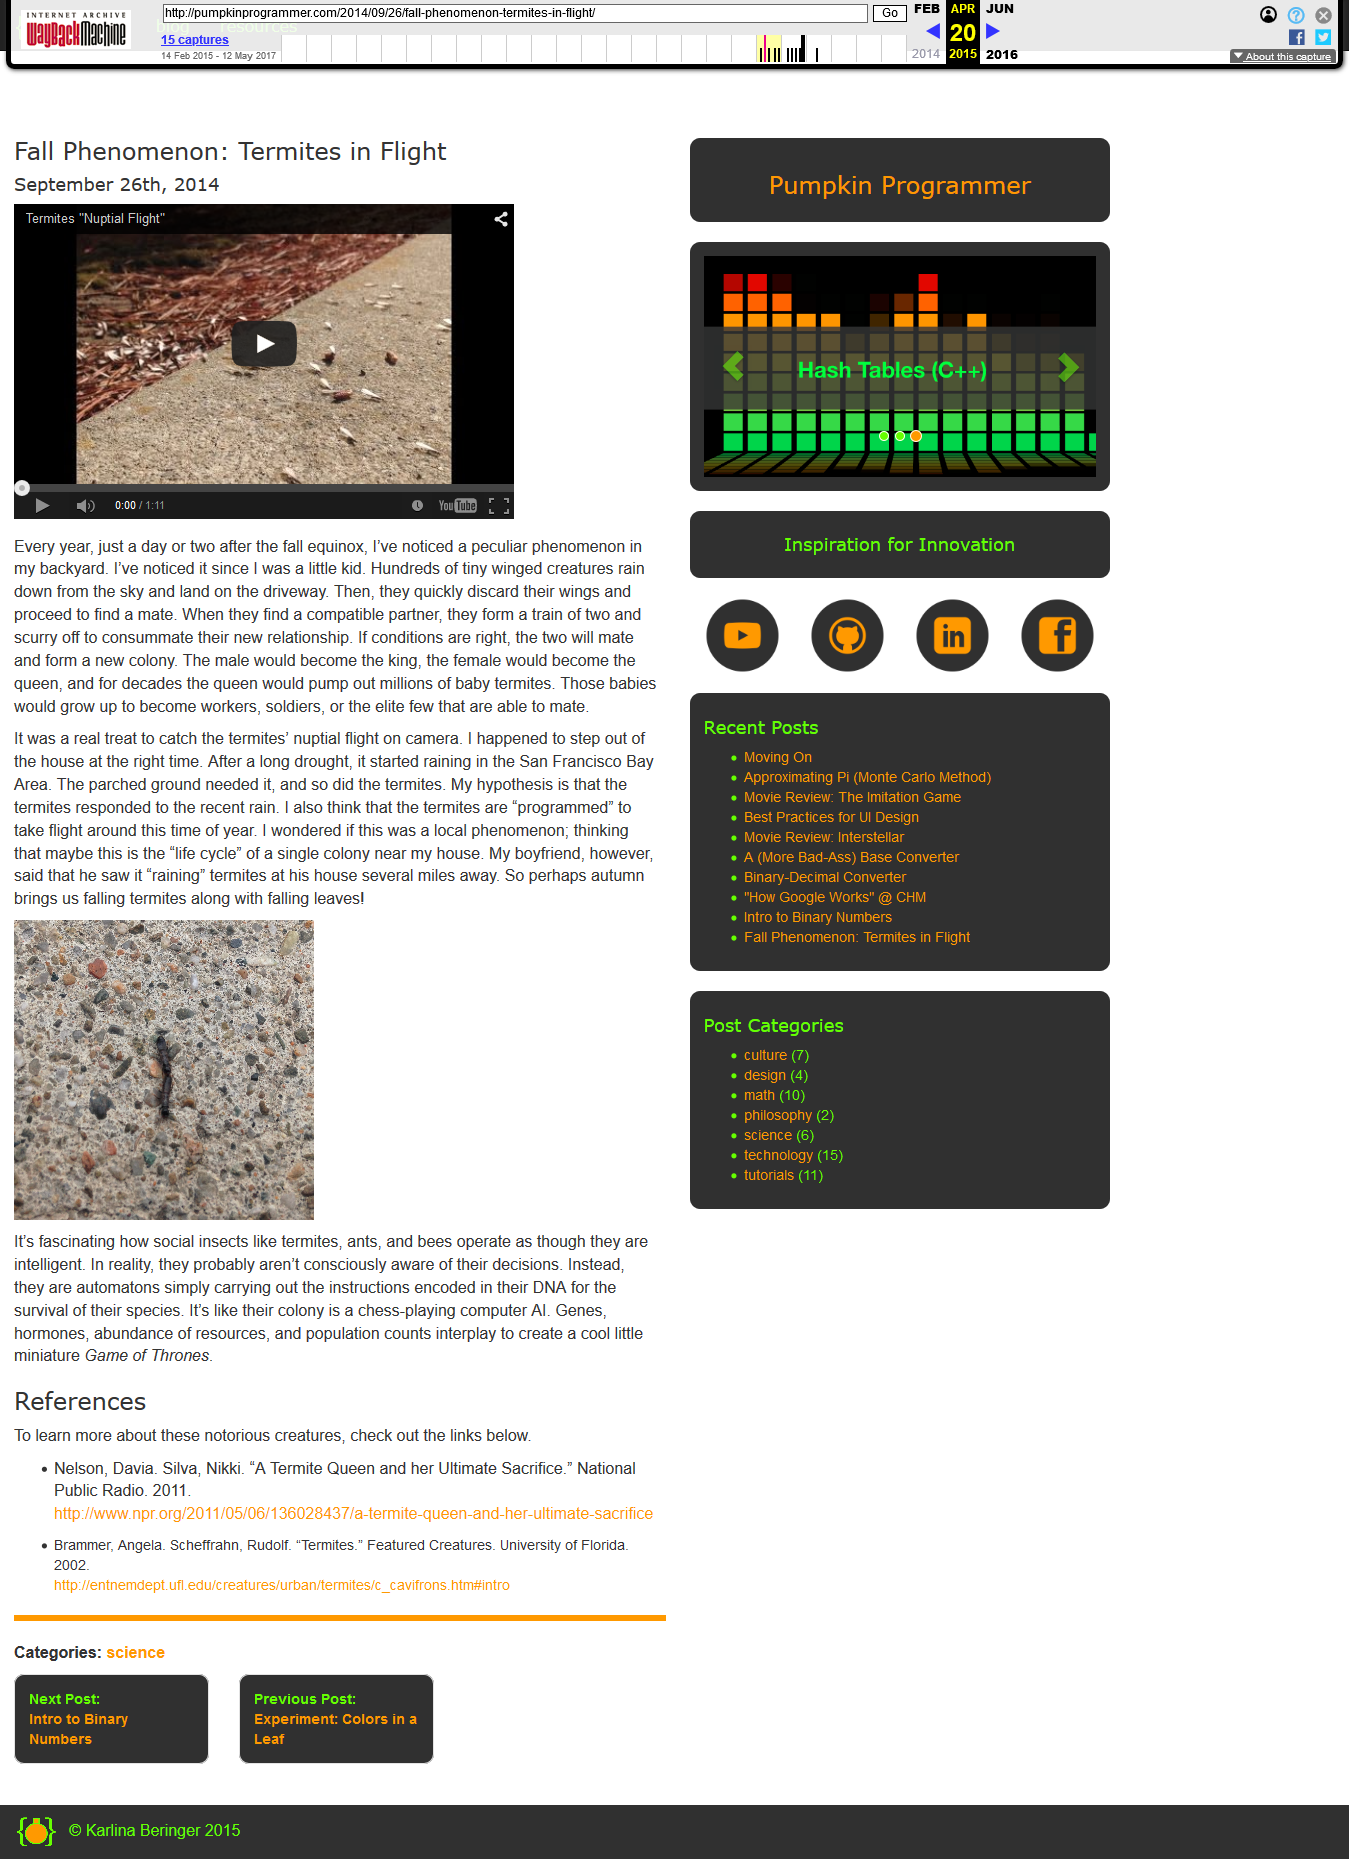 INTERNET ARCHIVE
WayBackMachine
http://pumpkinprogrammer.com/2014/09/26/fall-phenomenon-termites-in-flight/
Go
FEB
APR
JUN
blog
resources
15 captures
20
14 Feb 2015 - 12 May 2017
2014
2015
2016
About this capture
Fall Phenomenon: Termites in Flight
September 26th, 2014
Termites "Nuptial Flight"
0:00 / 1:11
YouTube
Every year, just a day or two after the fall equinox, I’ve noticed a peculiar phenomenon in
my backyard. I’ve noticed it since I was a little kid. Hundreds of tiny winged creatures rain
down from the sky and land on the driveway. Then, they quickly discard their wings and
proceed to find a mate. When they find a compatible partner, they form a train of two and
scurry off to consummate their new relationship. If conditions are right, the two will mate
and form a new colony. The male would become the king, the female would become the
queen, and for decades the queen would pump out millions of baby termites. Those babies
would grow up to become workers, soldiers, or the elite few that are able to mate.
It was a real treat to catch the termites’ nuptial flight on camera. I happened to step out of
the house at the right time. After a long drought, it started raining in the San Francisco Bay
Area. The parched ground needed it, and so did the termites. My hypothesis is that the
termites responded to the recent rain. I also think that the termites are “programmed” to
take flight around this time of year. I wondered if this was a local phenomenon; thinking
that maybe this is the “life cycle” of a single colony near my house. My boyfriend, however,
said that he saw it “raining” termites at his house several miles away. So perhaps autumn
brings us falling termites along with falling leaves!
It’s fascinating how social insects like termites, ants, and bees operate as though they are
intelligent. In reality, they probably aren’t consciously aware of their decisions. Instead,
they are automatons simply carrying out the instructions encoded in their DNA for the
survival of their species. It’s like their colony is a chess-playing computer AI. Genes,
hormones, abundance of resources, and population counts interplay to create a cool little
miniature Game of Thrones.
References
To learn more about these notorious creatures, check out the links below.
Nelson, Davia. Silva, Nikki. “A Termite Queen and her Ultimate Sacrifice.” National
Public Radio. 2011.
http://www.npr.org/2011/05/06/136028437/a-termite-queen-and-her-ultimate-sacrifice
Brammer, Angela. Scheffrahn, Rudolf. “Termites.” Featured Creatures. University of Florida.
2002.
http://entnemdept.ufl.edu/creatures/urban/termites/c_cavifrons.htm#intro
Categories: science
Next Post:
Intro to Binary
Numbers
Previous Post:
Experiment: Colors in a
Leaf
Pumpkin Programmer
Hash Tables (C++)
Inspiration for Innovation
Recent Posts
Moving On
Approximating Pi (Monte Carlo Method)
Movie Review: The Imitation Game
Best Practices for UI Design
Movie Review: Interstellar
A (More Bad-Ass) Base Converter
Binary-Decimal Converter
"How Google Works" @ CHM
Intro to Binary Numbers
Fall Phenomenon: Termites in Flight
Post Categories
culture (7)
design (4)
math (10)
philosophy (2)
science (6)
technology (15)
tutorials (11)
© Karlina Beringer 2015